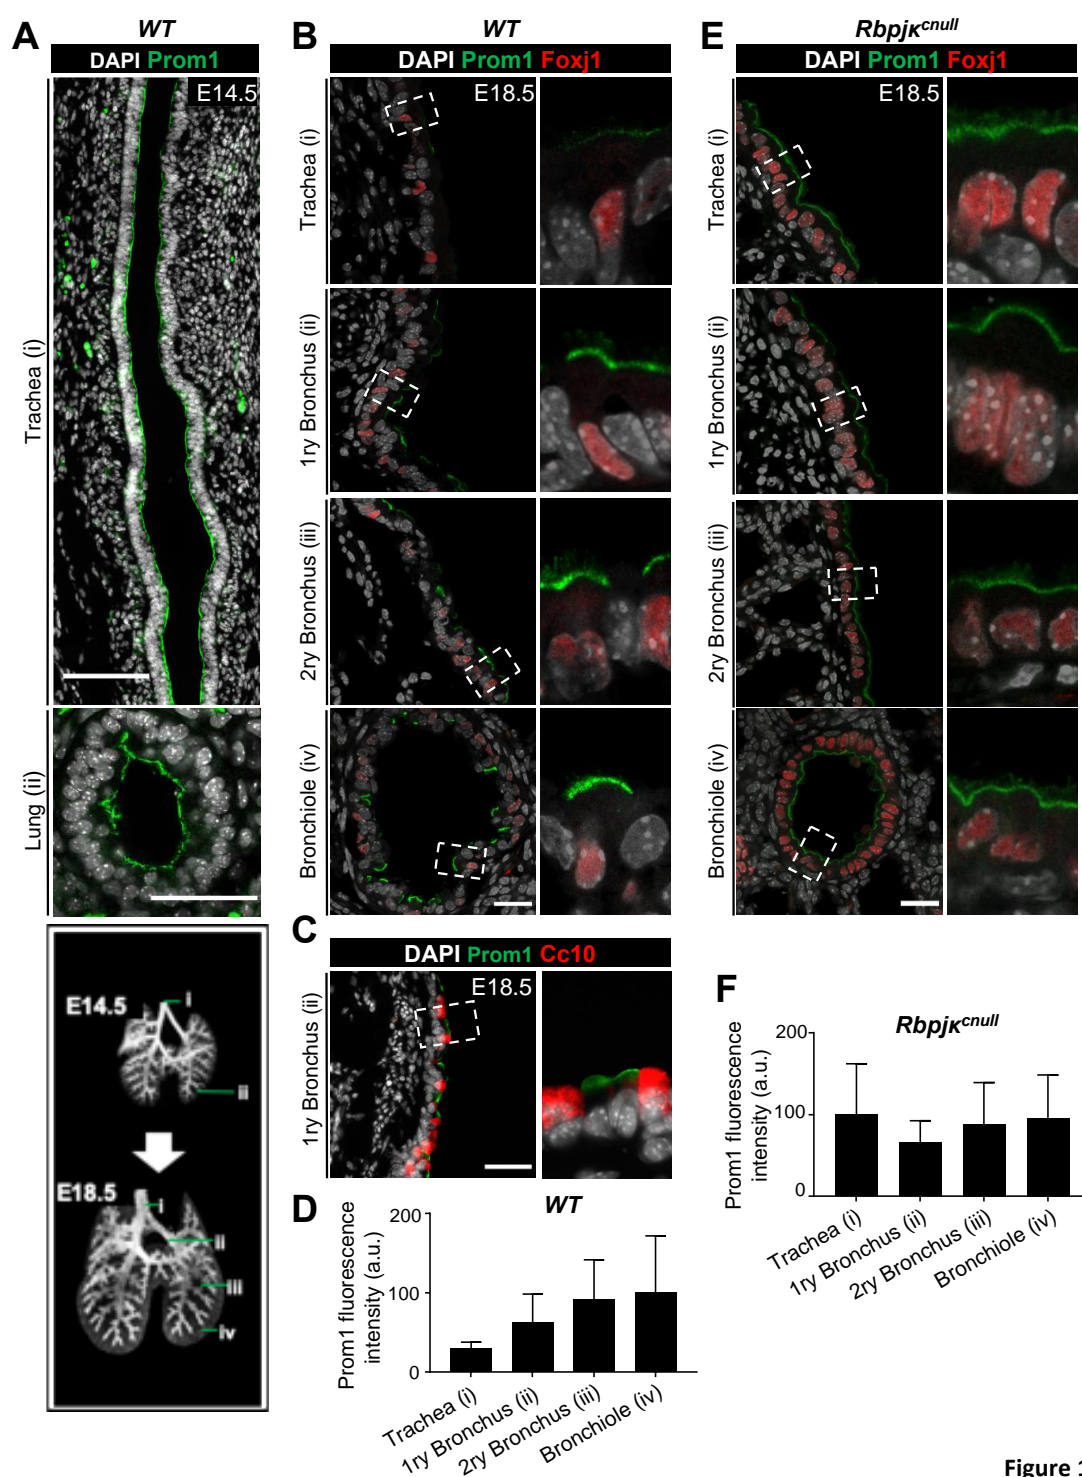 A
WT
DAPI Prom1
E14.5
Trachea (i)
Lung (ii)
E14.5
i
ii
E18.5
i
ii
iii
iv
B
WT
DAPI Prom1 Foxj1
E18.5
Trachea (i)
1ry Bronchus (ii)
2ry Bronchus (iii)
Bronchiole (iv)
C
DAPI Prom1 Cc10
E18.5
1ry Bronchus (ii)
D
WT
Prom1 fluorescence
intensity (a.u.)
200
100
0
Trachea (i)
1ry Bronchus (ii)
2ry Bronchus (iii)
Bronchiole (iv)
E
Rbpjκcnull
DAPI Prom1 Foxj1
E18.5
Trachea (i)
1ry Bronchus (ii)
2ry Bronchus (iii)
Bronchiole (iv)
F
Rbpjκcnull
Prom1 fluorescence
intensity (a.u.)
200
100
0
Trachea (i)
1ry Bronchus (ii)
2ry Bronchus (iii)
Bronchiole (iv)
Figure